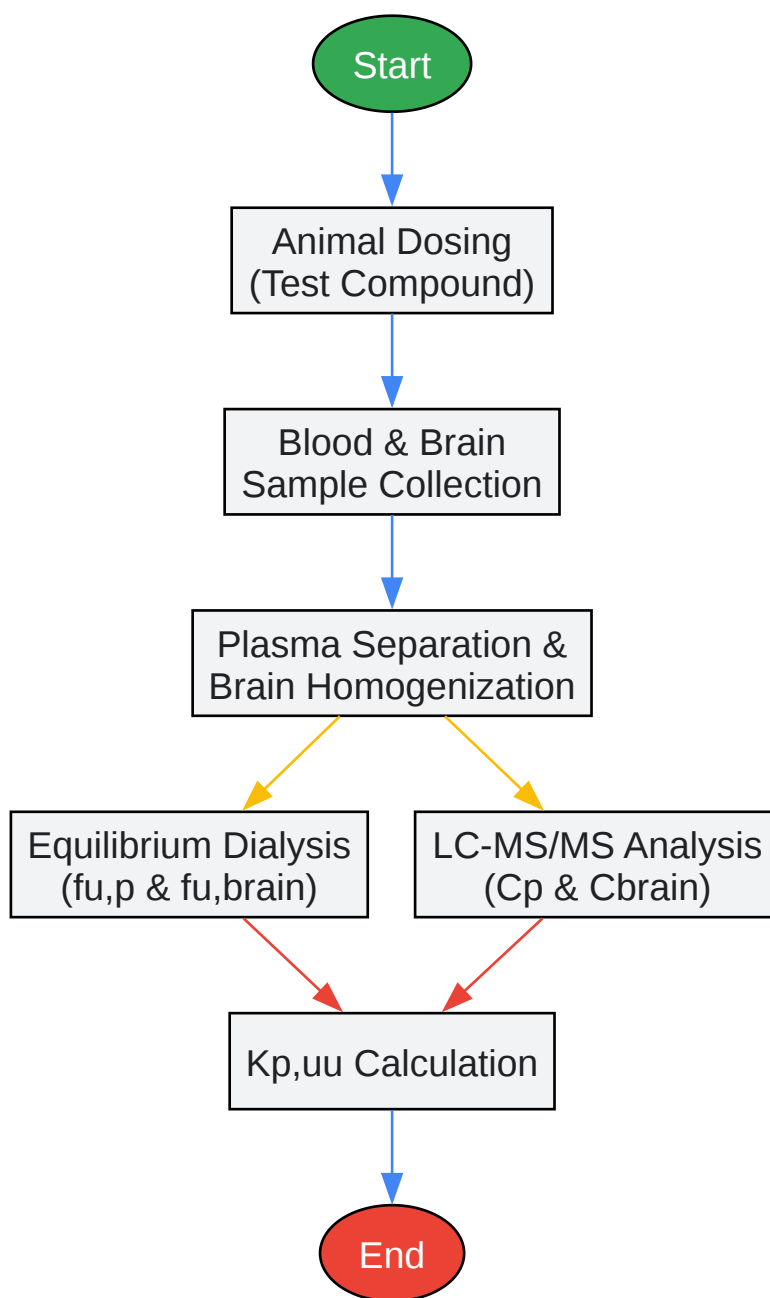 Start
Animal Dosing
(Test Compound)
Blood & Brain
Sample Collection
Plasma Separation &
Brain Homogenization
Equilibrium Dialysis
(fu,p & fu,brain)
LC-MS/MS Analysis
(Cp & Cbrain)
Kp,uu Calculation
End